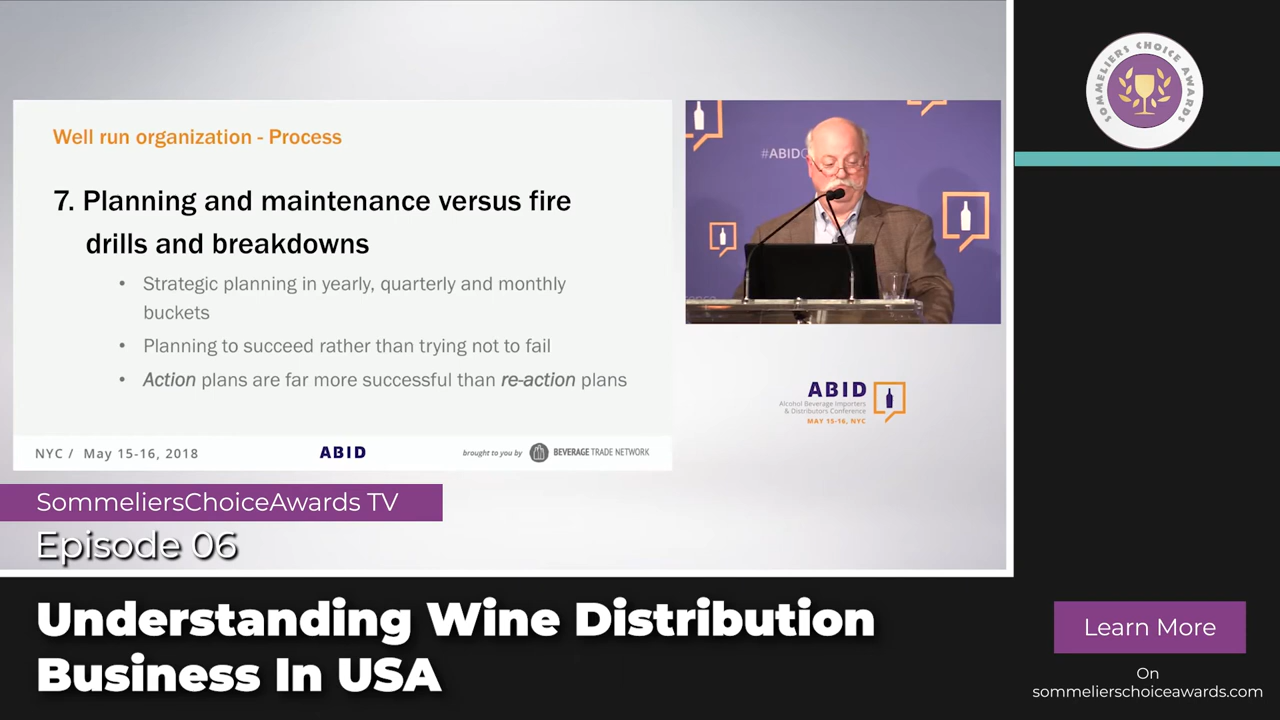 Well run organization - Process
7. Planning and maintenance versus fire
drills and breakdowns
• Strategic planning in yearly, quarterly and monthly
buckets
• Planning to succeed rather than trying not to fail
• Action plans are far more successful than re-action plans
NYC / May 15-16, 2018
ABID
brought to you by
BEVERAGE TRADE NETWORK
#ABID
ABID
Alcohol Beverage Importers
& Distributors Conference
MAY 15-16, NYC
SommeliersChoiceAwards TV
Episode 06
Understanding Wine Distribution
Business In USA
SOMMELIERS CHOICE AWARDS
Learn More
On
sommelierschoiceawards.com